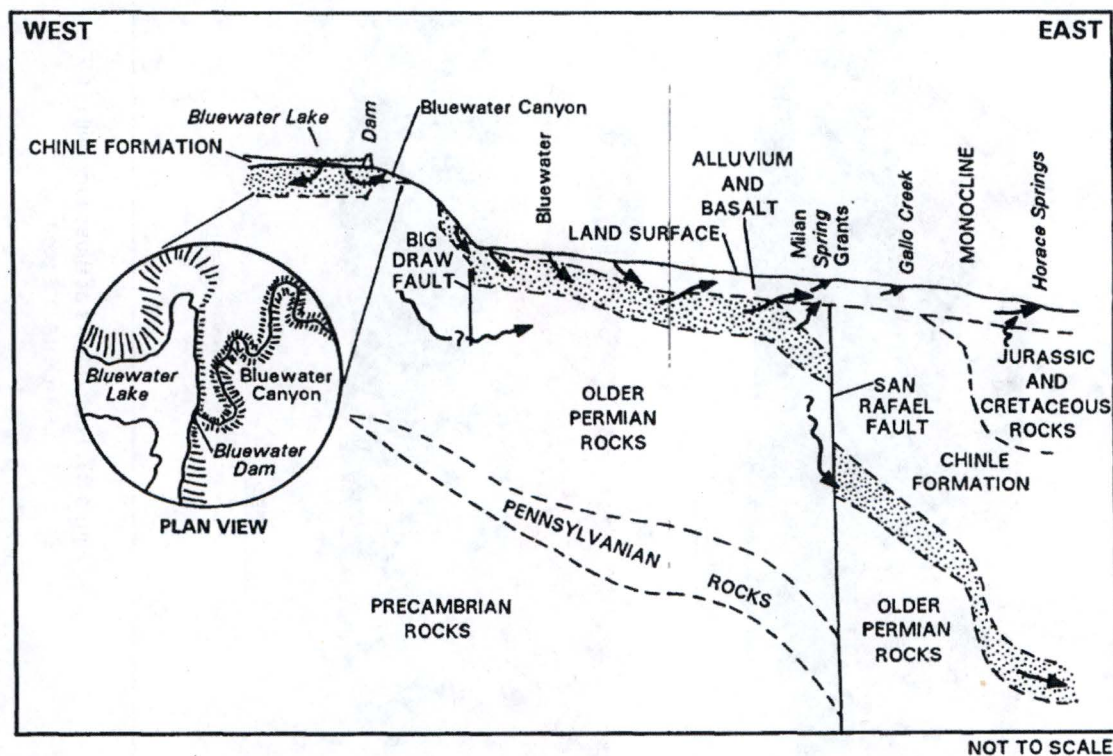 WEST
EAST
Bluewater Lake
Dam
Bluewater Canyon
CHINLE FORMATION
Bluewater
ALLUVIUM
AND
BASALT
LAND SURFACE
Milan
Spring
Grants
Gallo Creek
MONOCLINE
Horace Springs
BIG
DRAW
FAULT
?
Bluewater
Lake
Bluewater
Canyon
Bluewater
Dam
PLAN VIEW
OLDER
PERMIAN
ROCKS
?
SAN
RAFAEL
FAULT
JURASSIC
AND
CRETACEOUS
ROCKS
CHINLE
FORMATION
PENNSYLVANIAN
ROCKS
PRECAMBRIAN
ROCKS
OLDER
PERMIAN
ROCKS
NOT TO SCALE